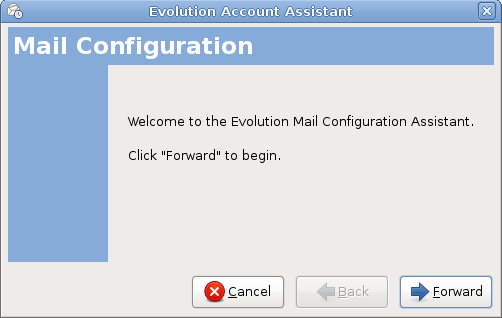 Evolution Account Assistant
Mail Configuration
Welcome to the Evolution Mail Configuration Assistant.
Click "Forward" to begin.
Cancel
Back
Forward